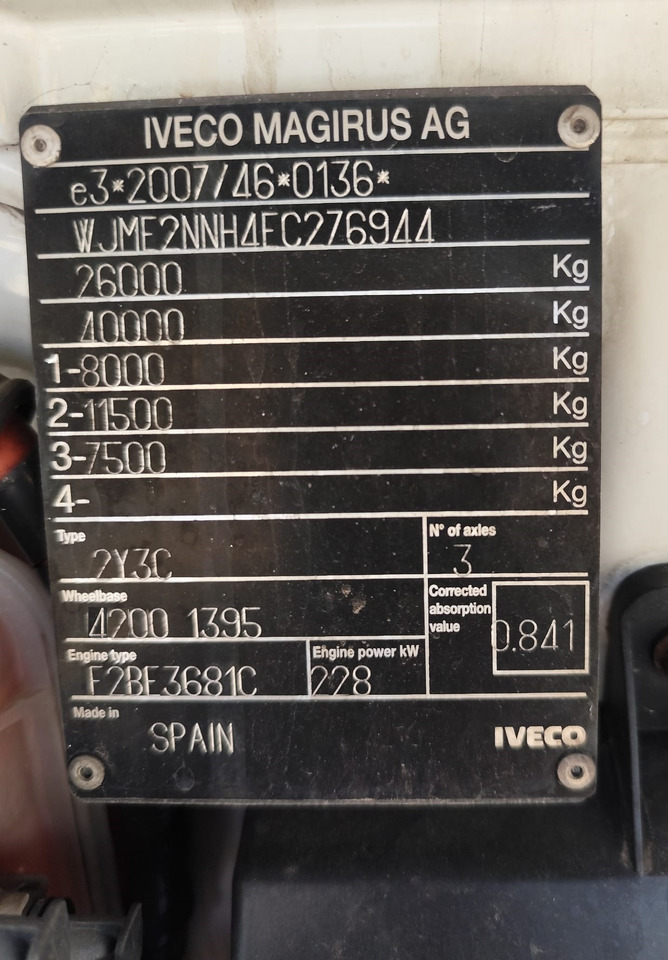 IVECO MAGIRUS AG
e3*2007/46*0136*
WJMF2NNH4FC276944
26000 Kg
40000 Kg
1-8000 Kg
2-11500 Kg
3-7500 Kg
4- Kg
Type N° of axles
2Y3C 3
Wheelbase Corrected absorption value
4200 1395 0.841
Engine type Engine power kW
F2BE3681C 228
Made in
SPAIN IVECO